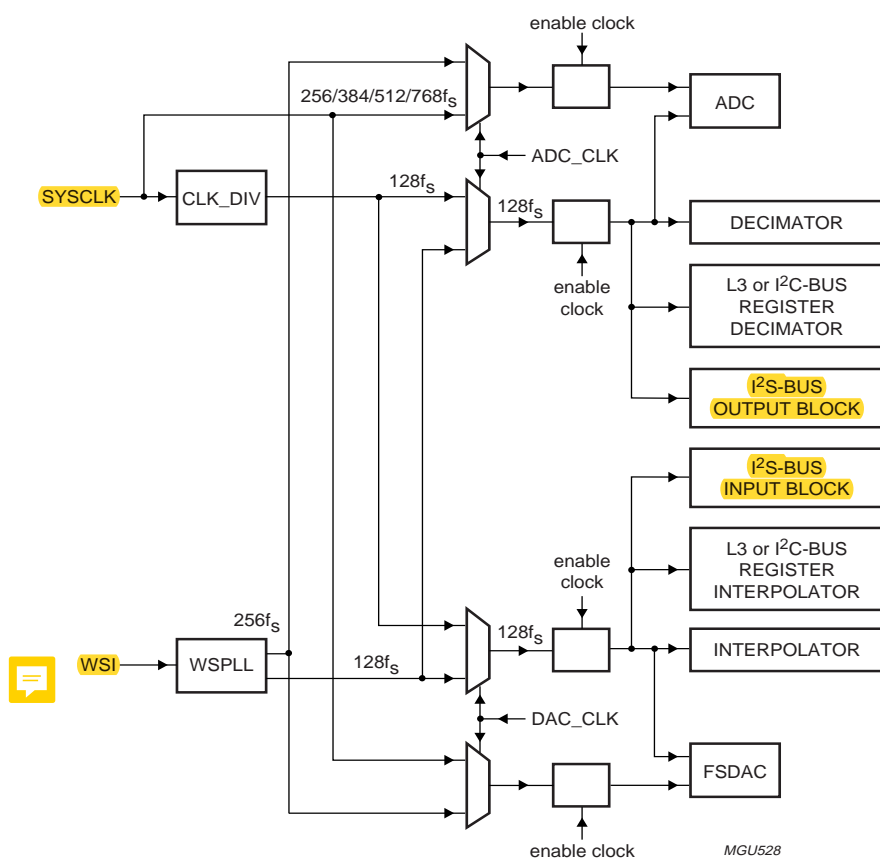 enable clock
256/384/512/768fs
ADC
ADC_CLK
SYSCLK
CLK_DIV
128fs
128fs
DECIMATOR
enable
clock
L3 or I2C-BUS
REGISTER
DECIMATOR
I2S-BUS
OUTPUT BLOCK
I2S-BUS
INPUT BLOCK
enable
clock
L3 or I2C-BUS
REGISTER
INTERPOLATOR
256fs
128fs
WSI
WSPLL
128fs
INTERPOLATOR
DAC_CLK
FSDAC
enable clock
MGU528